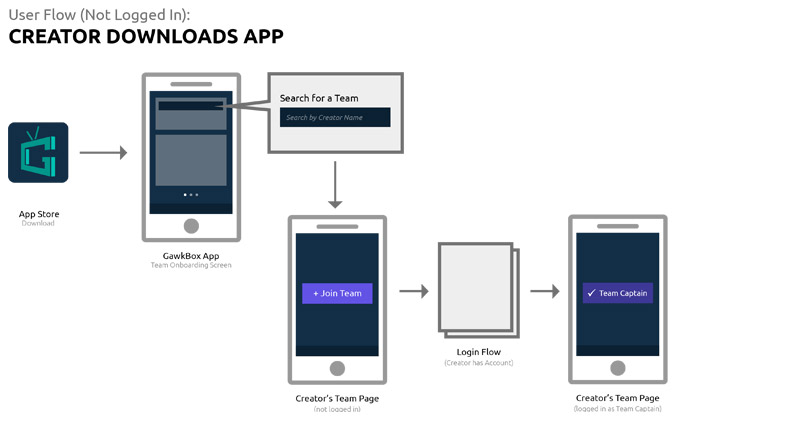 User Flow (Not Logged In):
CREATOR DOWNLOADS APP
Search for a Team
Search by Creator Name
App Store
Download
GawkBox App
Team Onboarding Screen
+ Join Team
Creator's Team Page
(not logged in)
Login Flow
(Creator has Account)
✓ Team Captain
Creator's Team Page
(logged in as Team Captain)